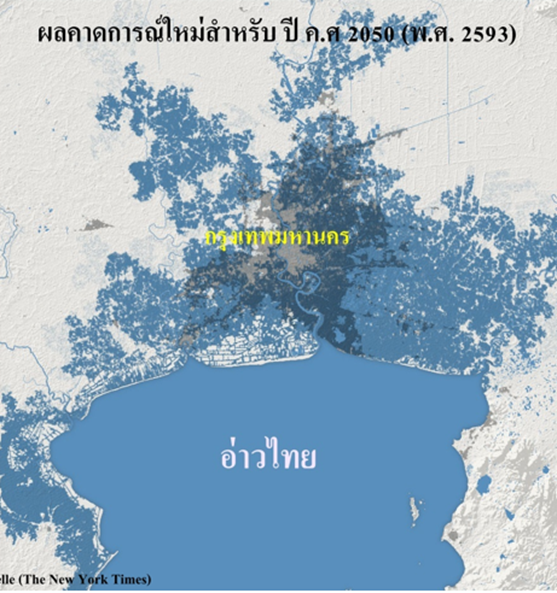 ผลคาดการณ์ใหม่สำหรับ ปี ค.ศ 2050 (พ.ศ. 2593)
กรุงเทพมหานคร
อ่าวไทย
(The New York Times)